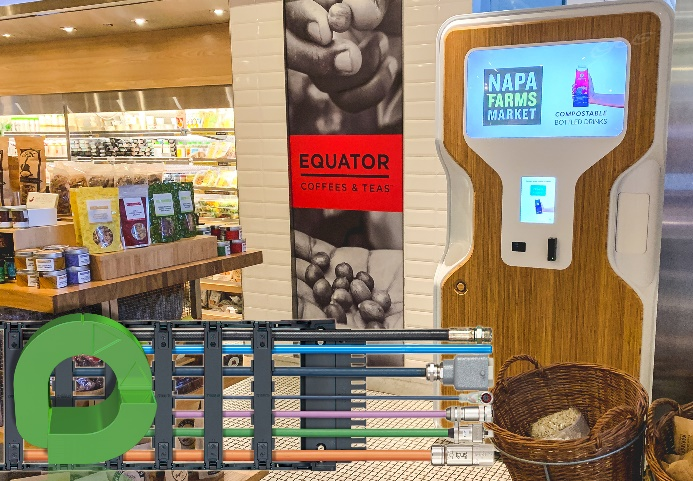 EQUATOR
COFFEES & TEAS
NAPA
FARMS
MARKET
COMPOSTABLE
BOTTLED DRINKS